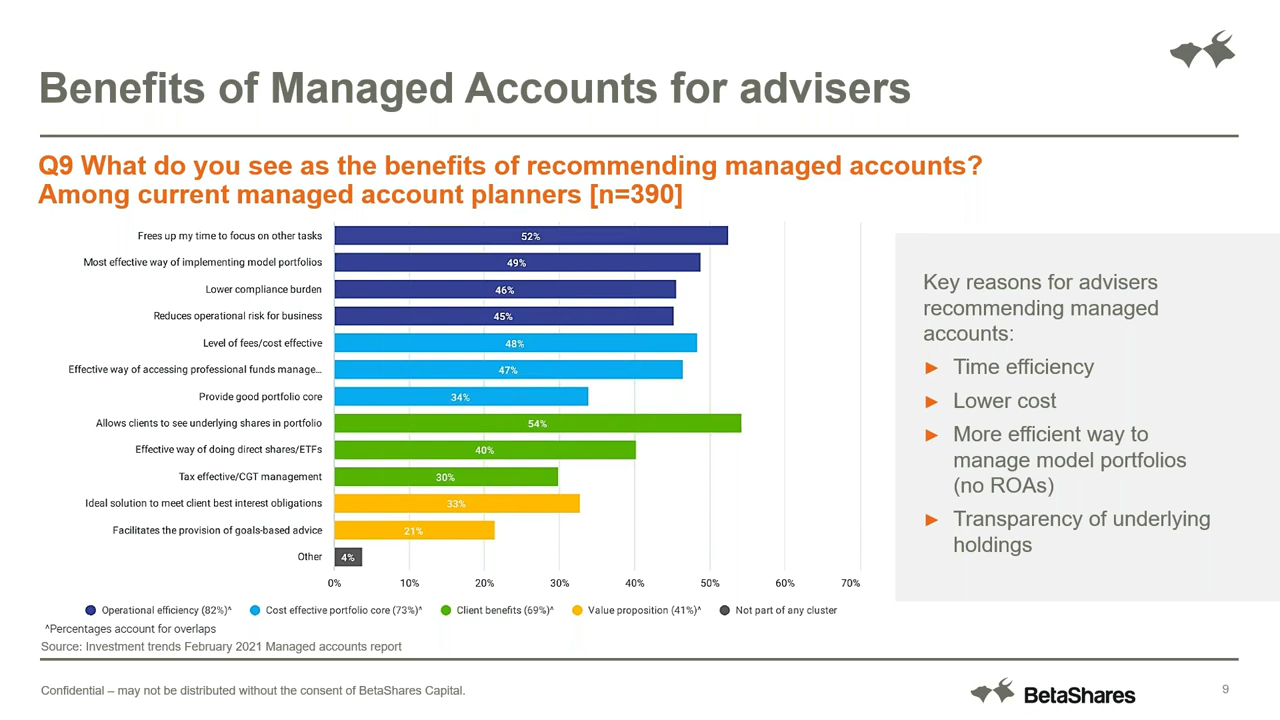 Benefits of Managed Accounts for advisers
Q9 What do you see as the benefits of recommending managed accounts?
Among current managed account planners [n=390]
Frees up my time to focus on other tasks 52%
Most effective way of implementing model portfolios 49%
Lower compliance burden 46%
Reduces operational risk for business 45%
Level of fees/cost effective 48%
Effective way of accessing professional funds manage… 47%
Provide good portfolio core 34%
Allows clients to see underlying shares in portfolio 54%
Effective way of doing direct shares/ETFs 40%
Tax effective/CGT management 30%
Ideal solution to meet client best interest obligations 33%
Facilitates the provision of goals-based advice 21%
Other 4%
0% 10% 20% 30% 40% 50% 60% 70%
Operational efficiency (82%)^ Cost effective portfolio core (73%)^ Client benefits (69%)^ Value proposition (41%)^ Not part of any cluster
^Percentages account for overlaps
Source: Investment trends February 2021 Managed accounts report
Key reasons for advisers
recommending managed
accounts:
► Time efficiency
► Lower cost
► More efficient way to
manage model portfolios
(no ROAs)
► Transparency of underlying
holdings
Confidential – may not be distributed without the consent of BetaShares Capital.
BetaShares
9